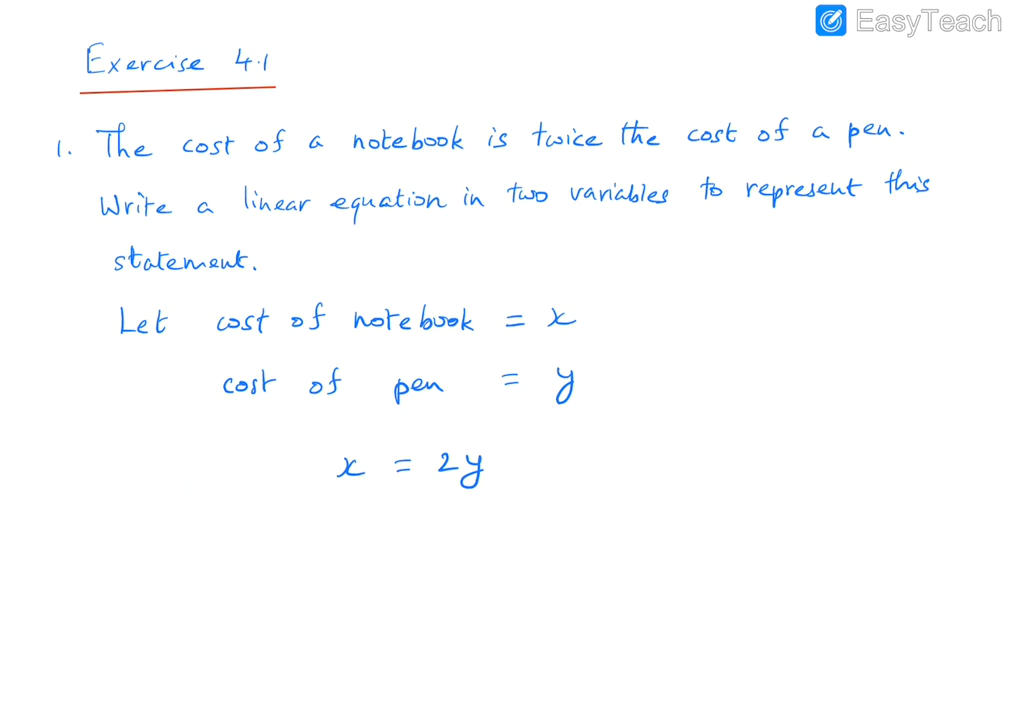 EasyTeach
Exercise 4.1
1. The cost of a notebook is twice the cost of a pen.
Write a linear equation in two variables to represent this
statement.
Let cost of notebook = x
cost of pen = y
x = 2y